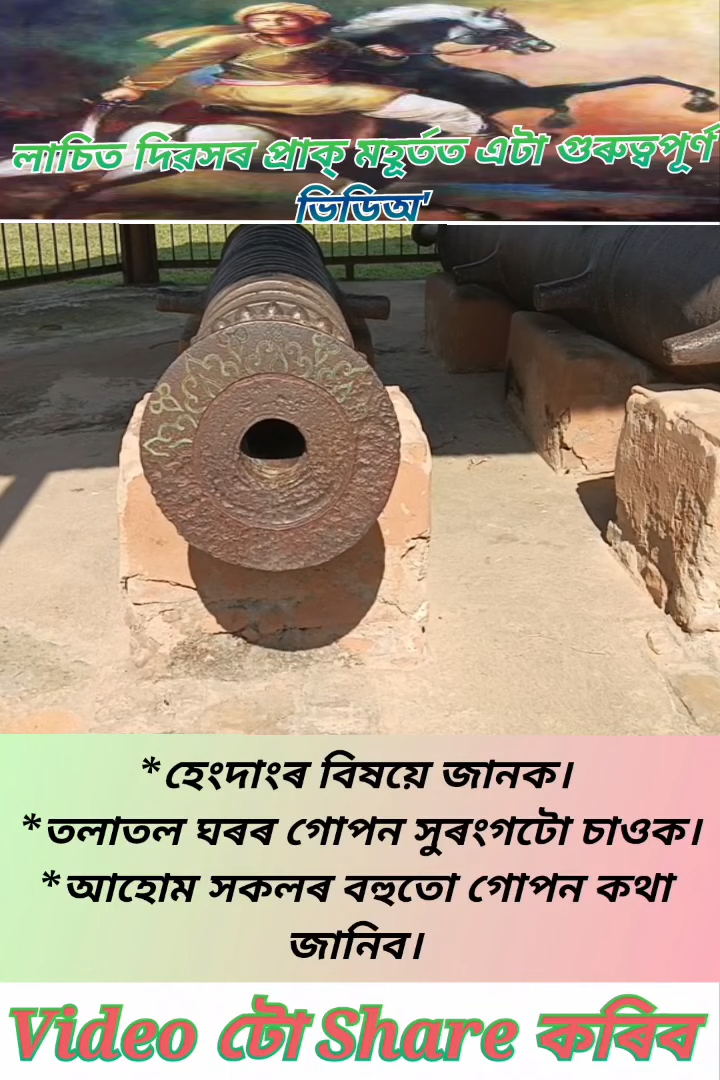 লাচিত দিৱসৰ প্ৰাক্ মহূৰ্তত এটা গুৰুত্বপূৰ্ণ
ভিডিঅ'
*হেংদাংৰ বিষয়ে জানক।
*তলাতল ঘৰৰ গোপন সুৰংগটো চাওক।
*আহোম সকলৰ বহুতো গোপন কথা
জানিব।
Video টো Share কৰিব